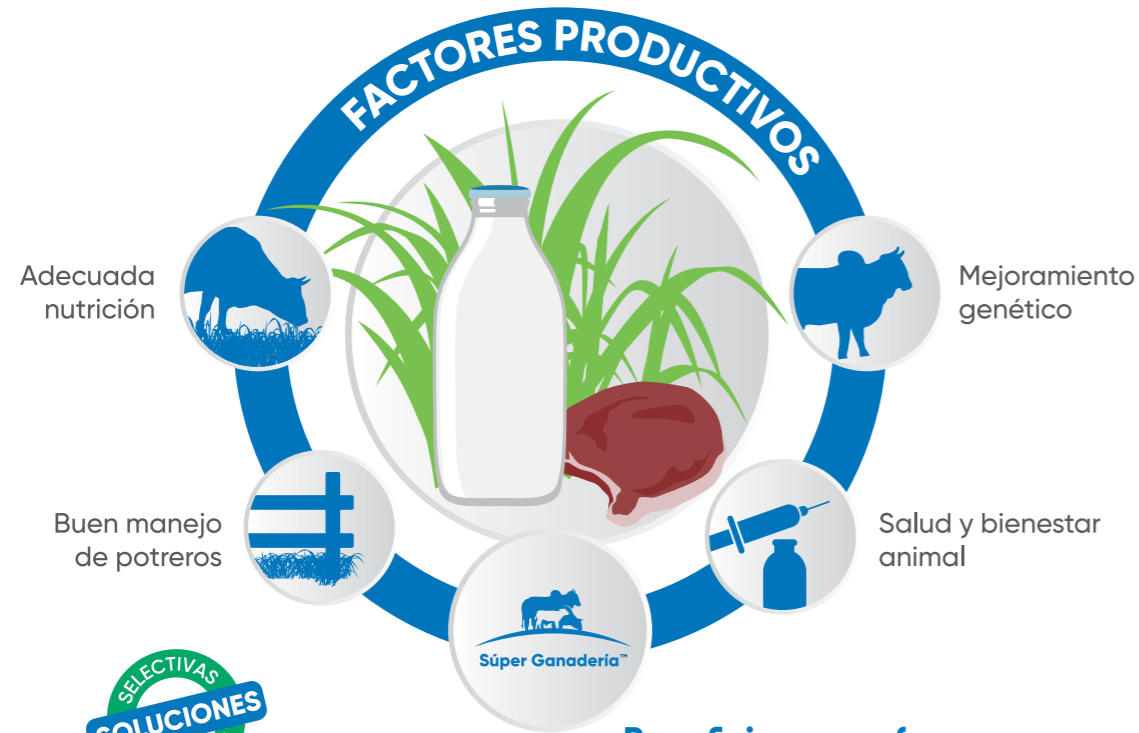 FACTORES PRODUCTIVOS
Adecuada
nutrición
Mejoramiento
genético
Buen manejo
de potreros
Salud y bienestar
animal
Súper Ganadería™
SELECTIVAS
SOLUCIONES